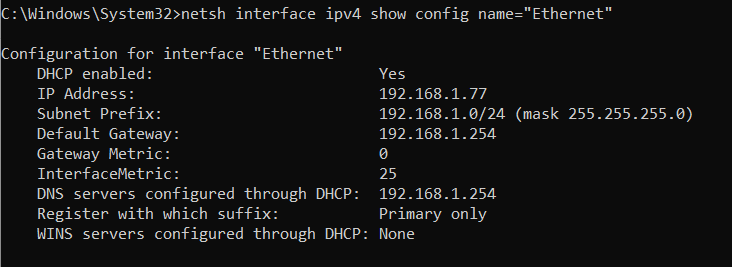 C:\Windows\System32>netsh interface ipv4 show config name="Ethernet"
Configuration for interface "Ethernet"
DHCP enabled: Yes
IP Address: 192.168.1.77
Subnet Prefix: 192.168.1.0/24 (mask 255.255.255.0)
Default Gateway: 192.168.1.254
Gateway Metric: 0
InterfaceMetric: 25
DNS servers configured through DHCP: 192.168.1.254
Register with which suffix: Primary only
WINS servers configured through DHCP: None